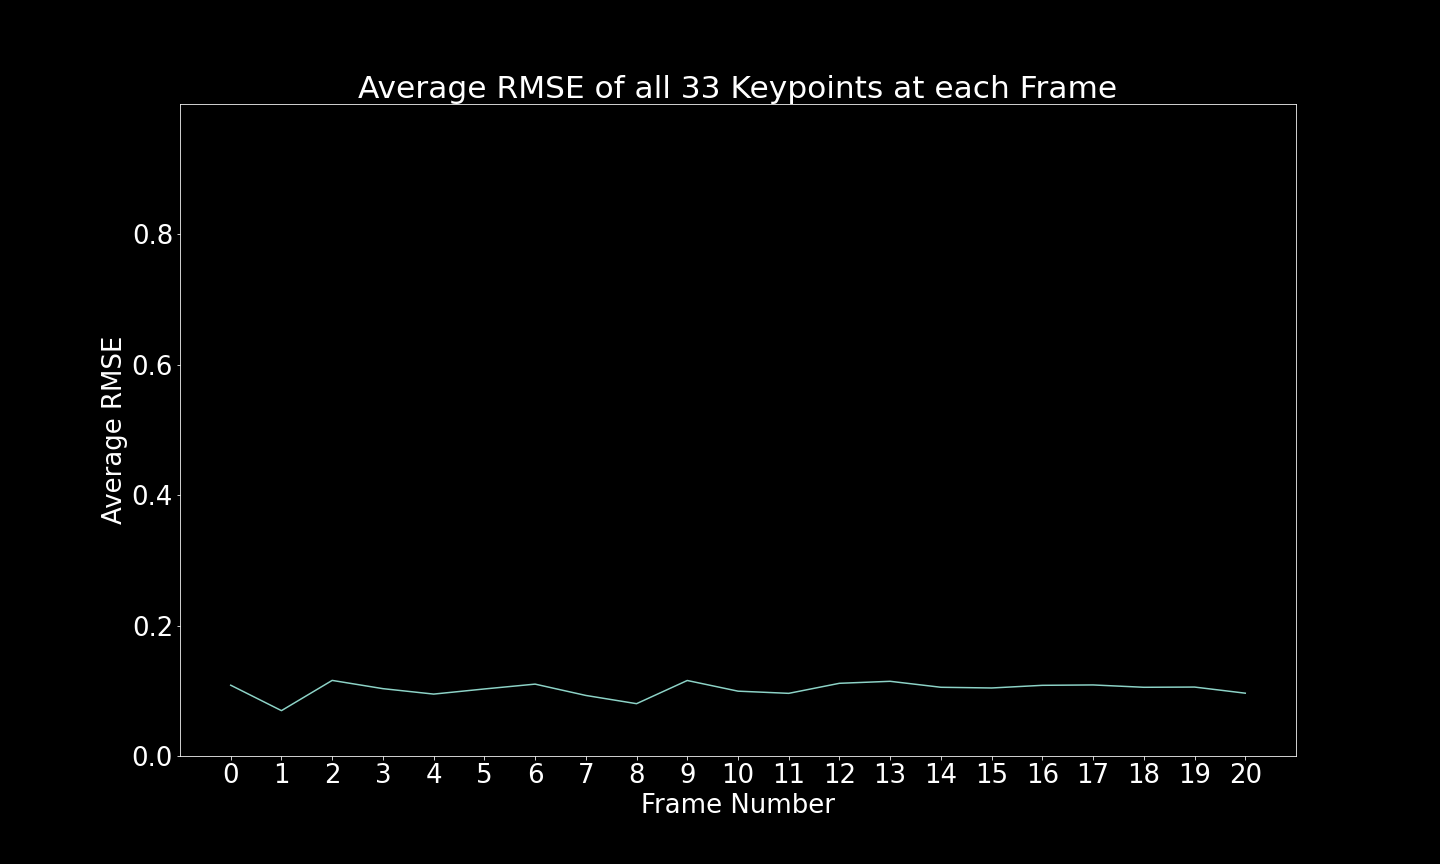 Average RMSE of all 33 Keypoints at each Frame
0.8
0.6
0.4
0.2
0.0
Average RMSE
0 1 2 3 4 5 6 7 8 9 10 11 12 13 14 15 16 17 18 19 20
Frame Number